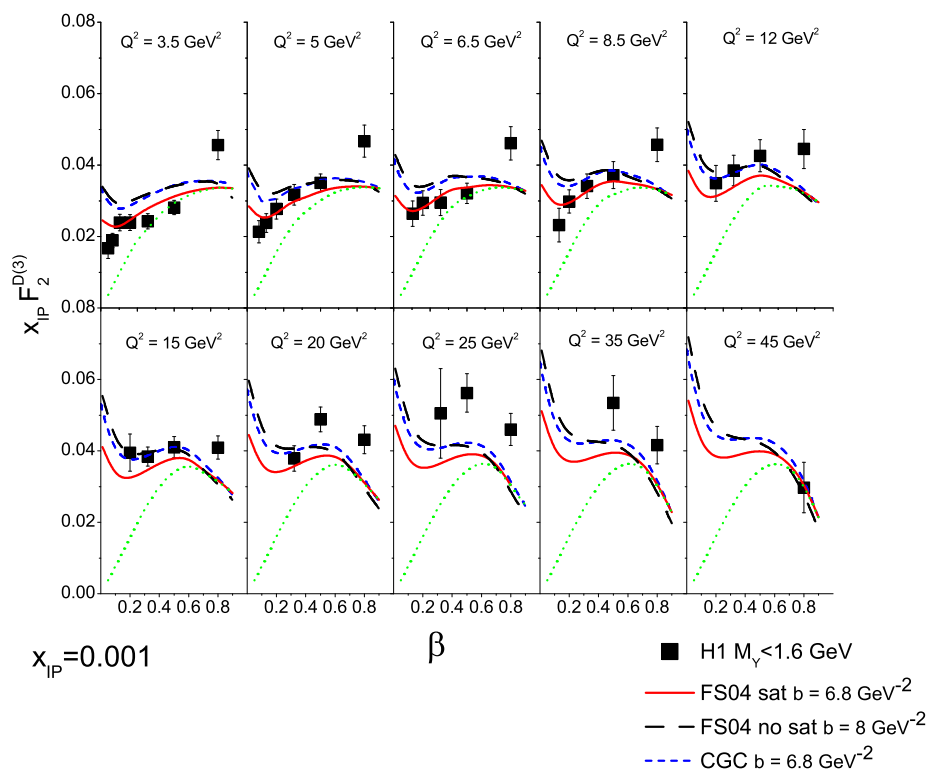 0.08
Q² = 3.5 GeV² Q² = 5 GeV² Q² = 6.5 GeV² Q² = 8.5 GeV² Q² = 12 GeV²
0.06
0.04
0.02
x_IP F₂^D(3)
0.08
Q² = 15 GeV² Q² = 20 GeV² Q² = 25 GeV² Q² = 35 GeV² Q² = 45 GeV²
0.06
0.04
0.02
0.00
0.2 0.4 0.6 0.8 0.2 0.4 0.6 0.8 0.2 0.4 0.6 0.8 0.2 0.4 0.6 0.8 0.2 0.4 0.6 0.8
x_IP=0.001
β
H1 M_Y<1.6 GeV
FS04 sat b = 6.8 GeV⁻²
FS04 no sat b = 8 GeV⁻²
CGC b = 6.8 GeV⁻²